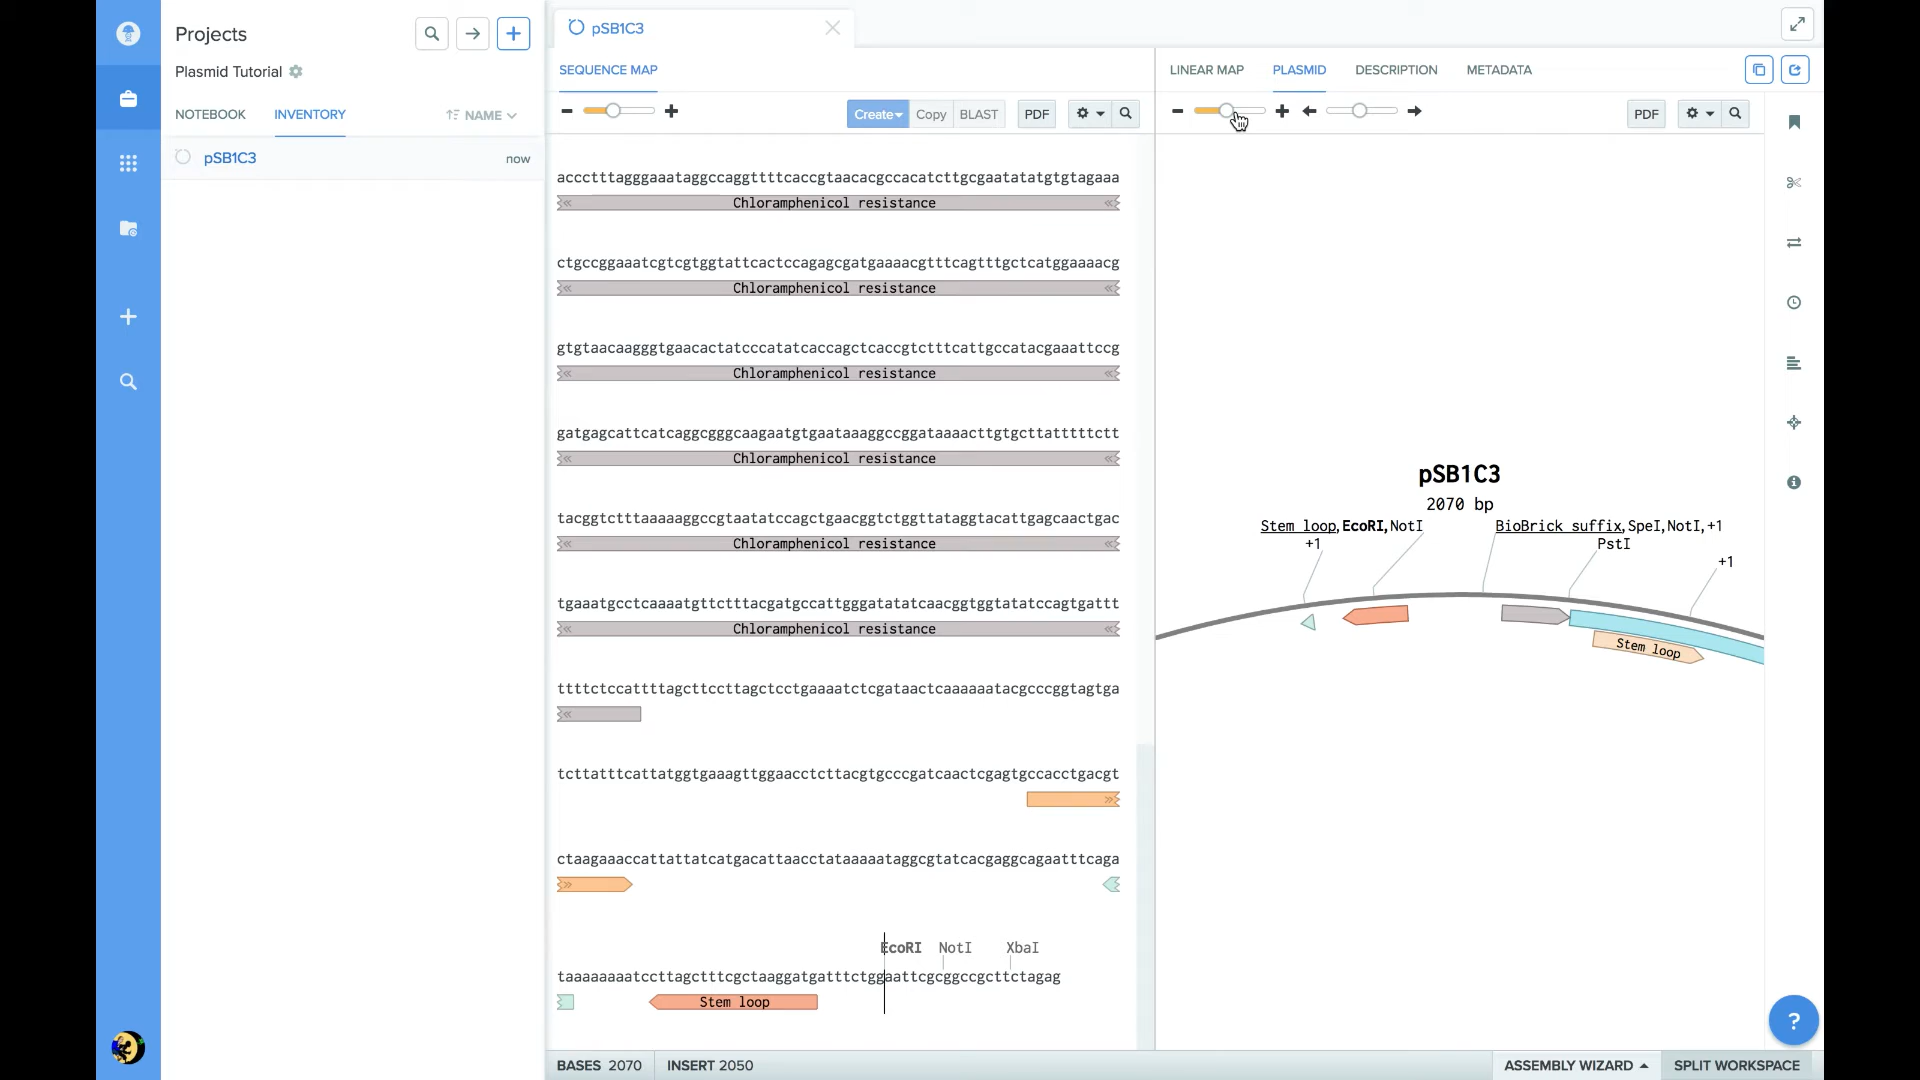 Projects
Plasmid Tutorial
NOTEBOOK INVENTORY NAME
pSB1C3 now
pSB1C3
SEQUENCE MAP
Create Copy BLAST PDF
accctttagggaaataggccaggttttcaccgtaacacgccacatcttgcgaatatatgtgtagaaa
Chloramphenicol resistance
ctgccggaaatcgtcgtggtattcactccagagcgatgaaaacgtttcagtttgctcatggaaaacg
Chloramphenicol resistance
gtgtaacaagggtgaacactatcccatatcaccagctcaccgtctttcattgccatacgaaattccg
Chloramphenicol resistance
gatgagcattcatcaggcgggcaagaatgtgaataaaggccggataaaacttgtgcttatttttctt
Chloramphenicol resistance
tacggtctttaaaaaggccgtaatatccagctgaacggtctggttataggtacattgagcaactgac
Chloramphenicol resistance
tgaaatgcctcaaaatgttctttacgatgccattgggatatatcaacggtggtatatccagtgattt
Chloramphenicol resistance
ttttctccattttagcttccttagctcctgaaaatctcgataactcaaaaaatacgcccggtagtga
tcttatttcattatggtgaaagttggaacctcttacgtgcccgatcaactcgagtgccacctgacgt
ctaagaaaccattattatcatgacattaacctataaaaataggcgtatcacgaggcagaatttcaga
EcoRI NotI XbaI
taaaaaaaatccttagctttcgctaaggatgatttctggaattcgcggccgcttctagag
Stem loop
BASES 2070 INSERT 2050
LINEAR MAP PLASMID DESCRIPTION METADATA
PDF
pSB1C3
2070 bp
Stem loop, EcoRI, NotI
+1
BioBrick suffix, SpeI, NotI, +1
PstI
+1
Stem loop
?
ASSEMBLY WIZARD SPLIT WORKSPACE